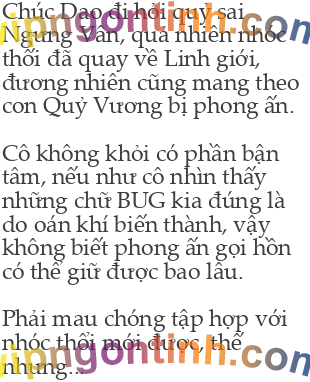 Chúc Dao đi hỏi quỷ sai
Ngưng Vân, quả nhiên nhóc
thối đã quay về Linh giới,
đương nhiên cũng mang theo
con Quỷ Vương bị phong ấn.
Cô không khỏi có phần bận
tâm, nếu như cô nhìn thấy
những chữ BUG kia đúng là
do oán khí biến thành, vậy
không biết phong ấn gọi hồn
có thể giữ được bao lâu.
Phải mau chóng tập hợp với
nhóc thối mới được, thế
nhưng...
vipngontinh.com
vipngontinh.com